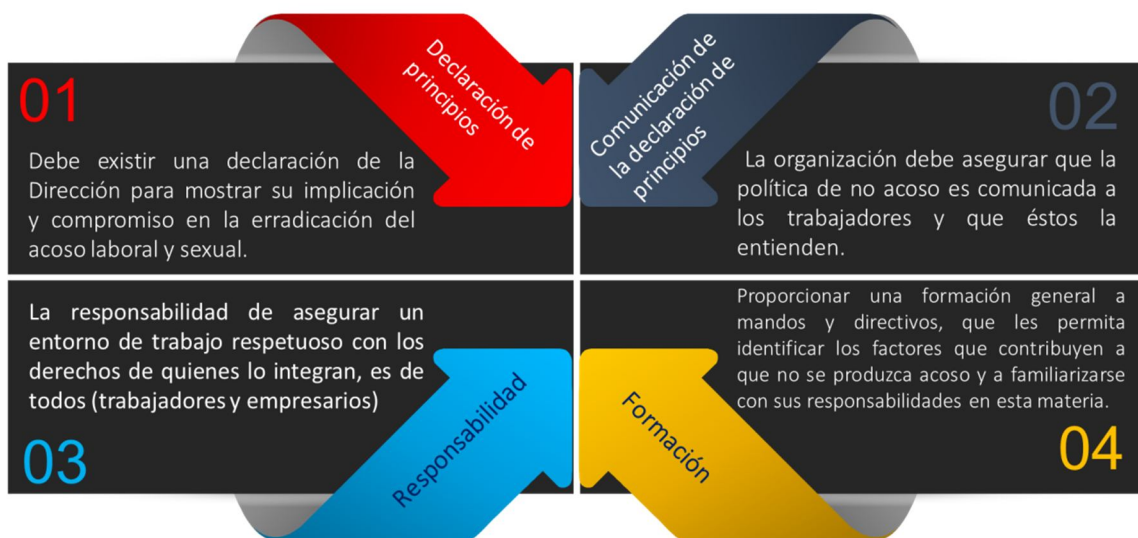 01
Declaración de
principios
Debe existir una declaración de la
Dirección para mostrar su implicación
y compromiso en la erradicación del
acoso laboral y sexual.
02
Comunicación de
la declaración de
principios
La organización debe asegurar que la
política de no acoso es comunicada a
los trabajadores y que éstos la
entienden.
La responsabilidad de asegurar un
entorno de trabajo respetuoso con los
derechos de quienes lo integran, es de
todos (trabajadores y empresarios)
03
Responsabilidad
Proporcionar una formación general a
mandos y directivos, que les permita
identificar los factores que contribuyen a
que no se produzca acoso y a familiarizarse
con sus responsabilidades en esta materia.
04
Formación